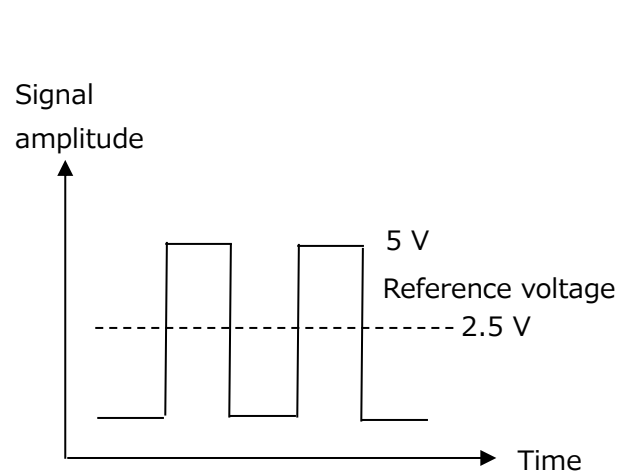 Signal
amplitude
5 V
Reference voltage
2.5 V
Time